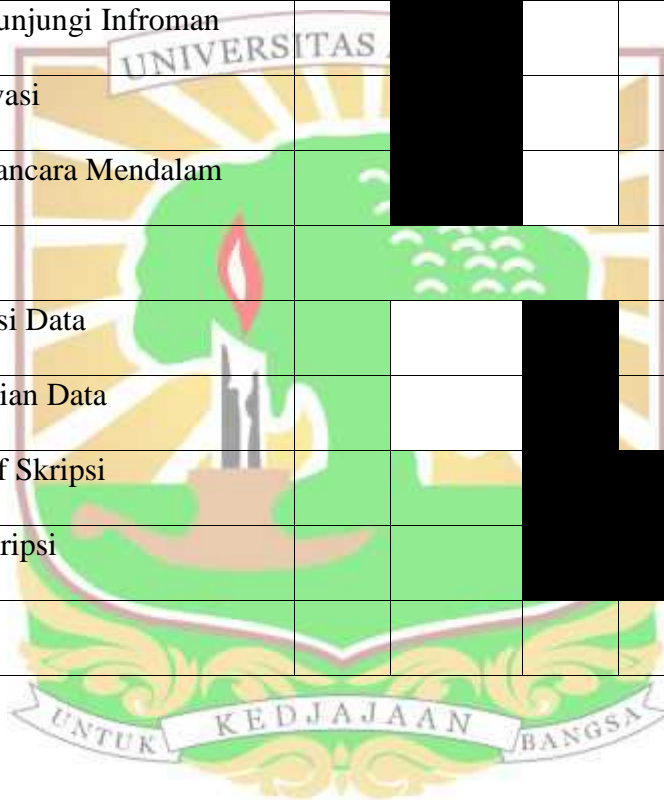 unjungi Infroman
UNIVERSITAS
vasi
ancara Mendalam
si Data
ian Data
f Skripsi
ripsi
UNTUK KEDJAJAAN BANGSA